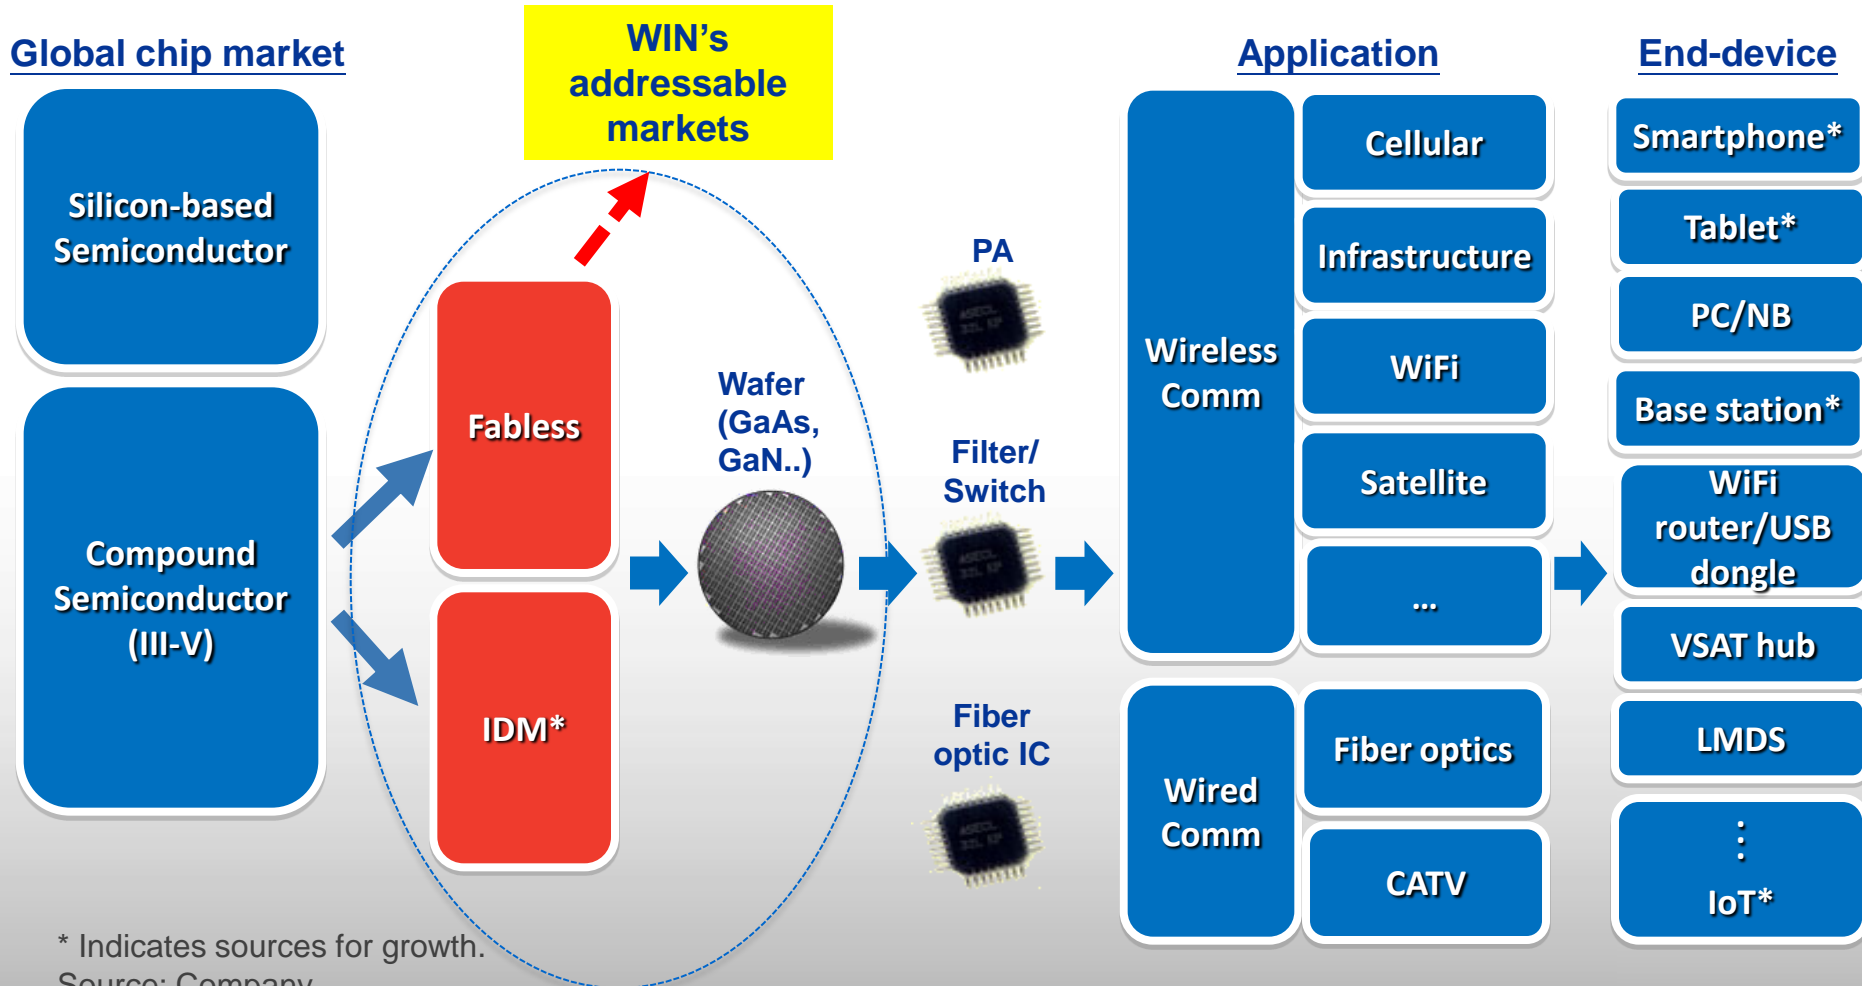 Global chip market
WIN's
addressable
markets
Application
End-device
Silicon-based
Semiconductor
Compound
Semiconductor
(III-V)
Fabless
IDM*
Wafer
(GaAs,
GaN..)
PA
Filter/
Switch
Fiber
optic IC
Wireless
Comm
Cellular
Infrastructure
WiFi
Satellite
...
Wired
Comm
Fiber optics
CATV
Smartphone*
Tablet*
PC/NB
Base station*
WiFi
router/USB
dongle
VSAT hub
LMDS
:
:
IoT*
* Indicates sources for growth.
Source: Company